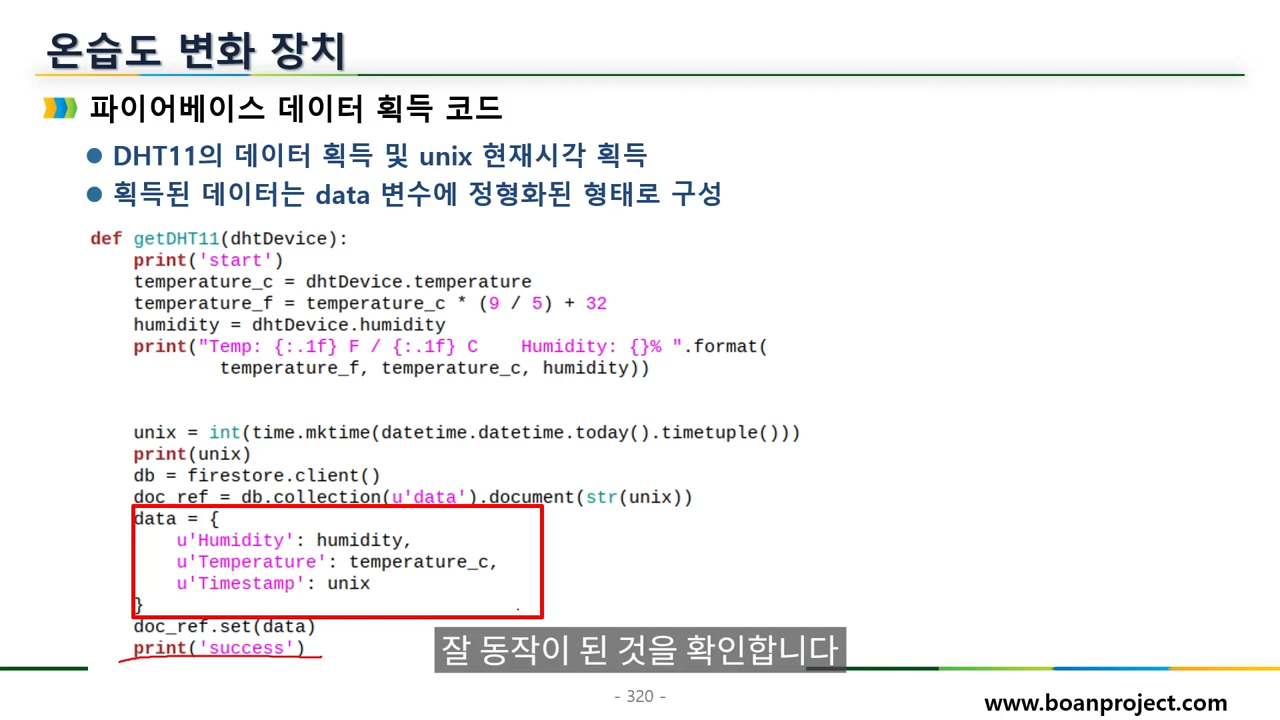 온습도 변화 장치
파이어베이스 데이터 획득 코드
DHT11의 데이터 획득 및 unix 현재시각 획득
획득된 데이터는 data 변수에 정형화된 형태로 구성
def getDHT11(dhtDevice):
    print('start')
    temperature_c = dhtDevice.temperature
    temperature_f = temperature_c * (9 / 5) + 32
    humidity = dhtDevice.humidity
    print("Temp: {:.1f} F / {:.1f} C    Humidity: {}% ".format(
            temperature_f, temperature_c, humidity))
    unix = int(time.mktime(datetime.datetime.today().timetuple()))
    print(unix)
    db = firestore.client()
    doc_ref = db.collection(u'data').document(str(unix))
    data = {
        u'Humidity': humidity,
        u'Temperature': temperature_c,
        u'Timestamp': unix
    }
    doc_ref.set(data)
    print('success')
잘 동작이 된 것을 확인합니다
- 320 -
www.boanproject.com